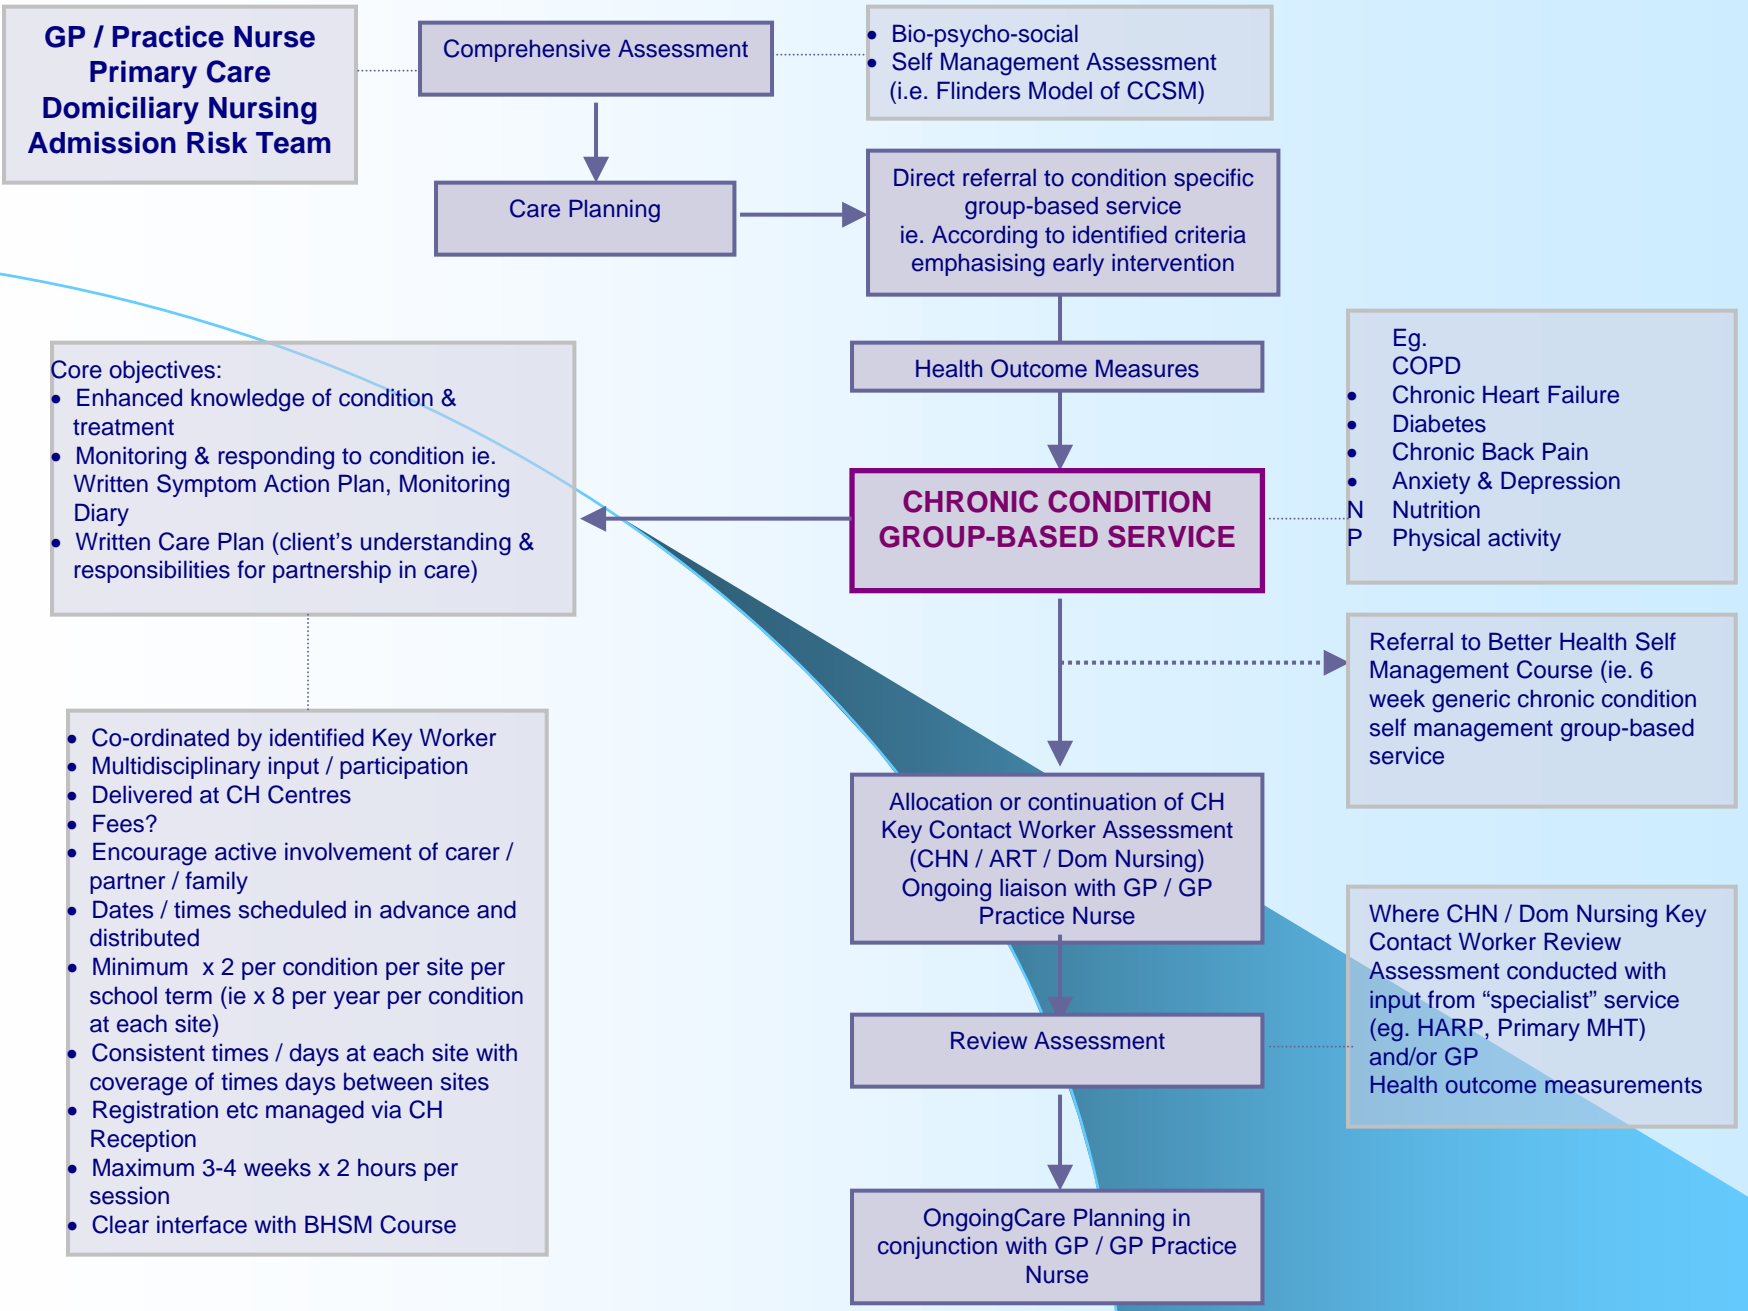 GP / Practice Nurse
Primary Care
Domiciliary Nursing
Admission Risk Team
Comprehensive Assessment
• Bio-psycho-social
• Self Management Assessment
(i.e. Flinders Model of CCSM)
Care Planning
Direct referral to condition specific
group-based service
ie. According to identified criteria
emphasising early intervention
Health Outcome Measures
Core objectives:
• Enhanced knowledge of condition &
treatment
• Monitoring & responding to condition ie.
Written Symptom Action Plan, Monitoring
Diary
• Written Care Plan (client's understanding &
responsibilities for partnership in care)
CHRONIC CONDITION
GROUP-BASED SERVICE
Eg.
COPD
• Chronic Heart Failure
• Diabetes
• Chronic Back Pain
• Anxiety & Depression
N Nutrition
P Physical activity
Referral to Better Health Self
Management Course (ie. 6
week generic chronic condition
self management group-based
service
• Co-ordinated by identified Key Worker
• Multidisciplinary input / participation
• Delivered at CH Centres
• Fees?
• Encourage active involvement of carer /
partner / family
• Dates / times scheduled in advance and
distributed
• Minimum x 2 per condition per site per
school term (ie x 8 per year per condition
at each site)
• Consistent times / days at each site with
coverage of times days between sites
• Registration etc managed via CH
Reception
• Maximum 3-4 weeks x 2 hours per
session
• Clear interface with BHSM Course
Allocation or continuation of CH
Key Contact Worker Assessment
(CHN / ART / Dom Nursing)
Ongoing liaison with GP / GP
Practice Nurse
Where CHN / Dom Nursing Key
Contact Worker Review
Assessment conducted with
input from “specialist” service
(eg. HARP, Primary MHT)
and/or GP
Health outcome measurements
Review Assessment
OngoingCare Planning in
conjunction with GP / GP Practice
Nurse